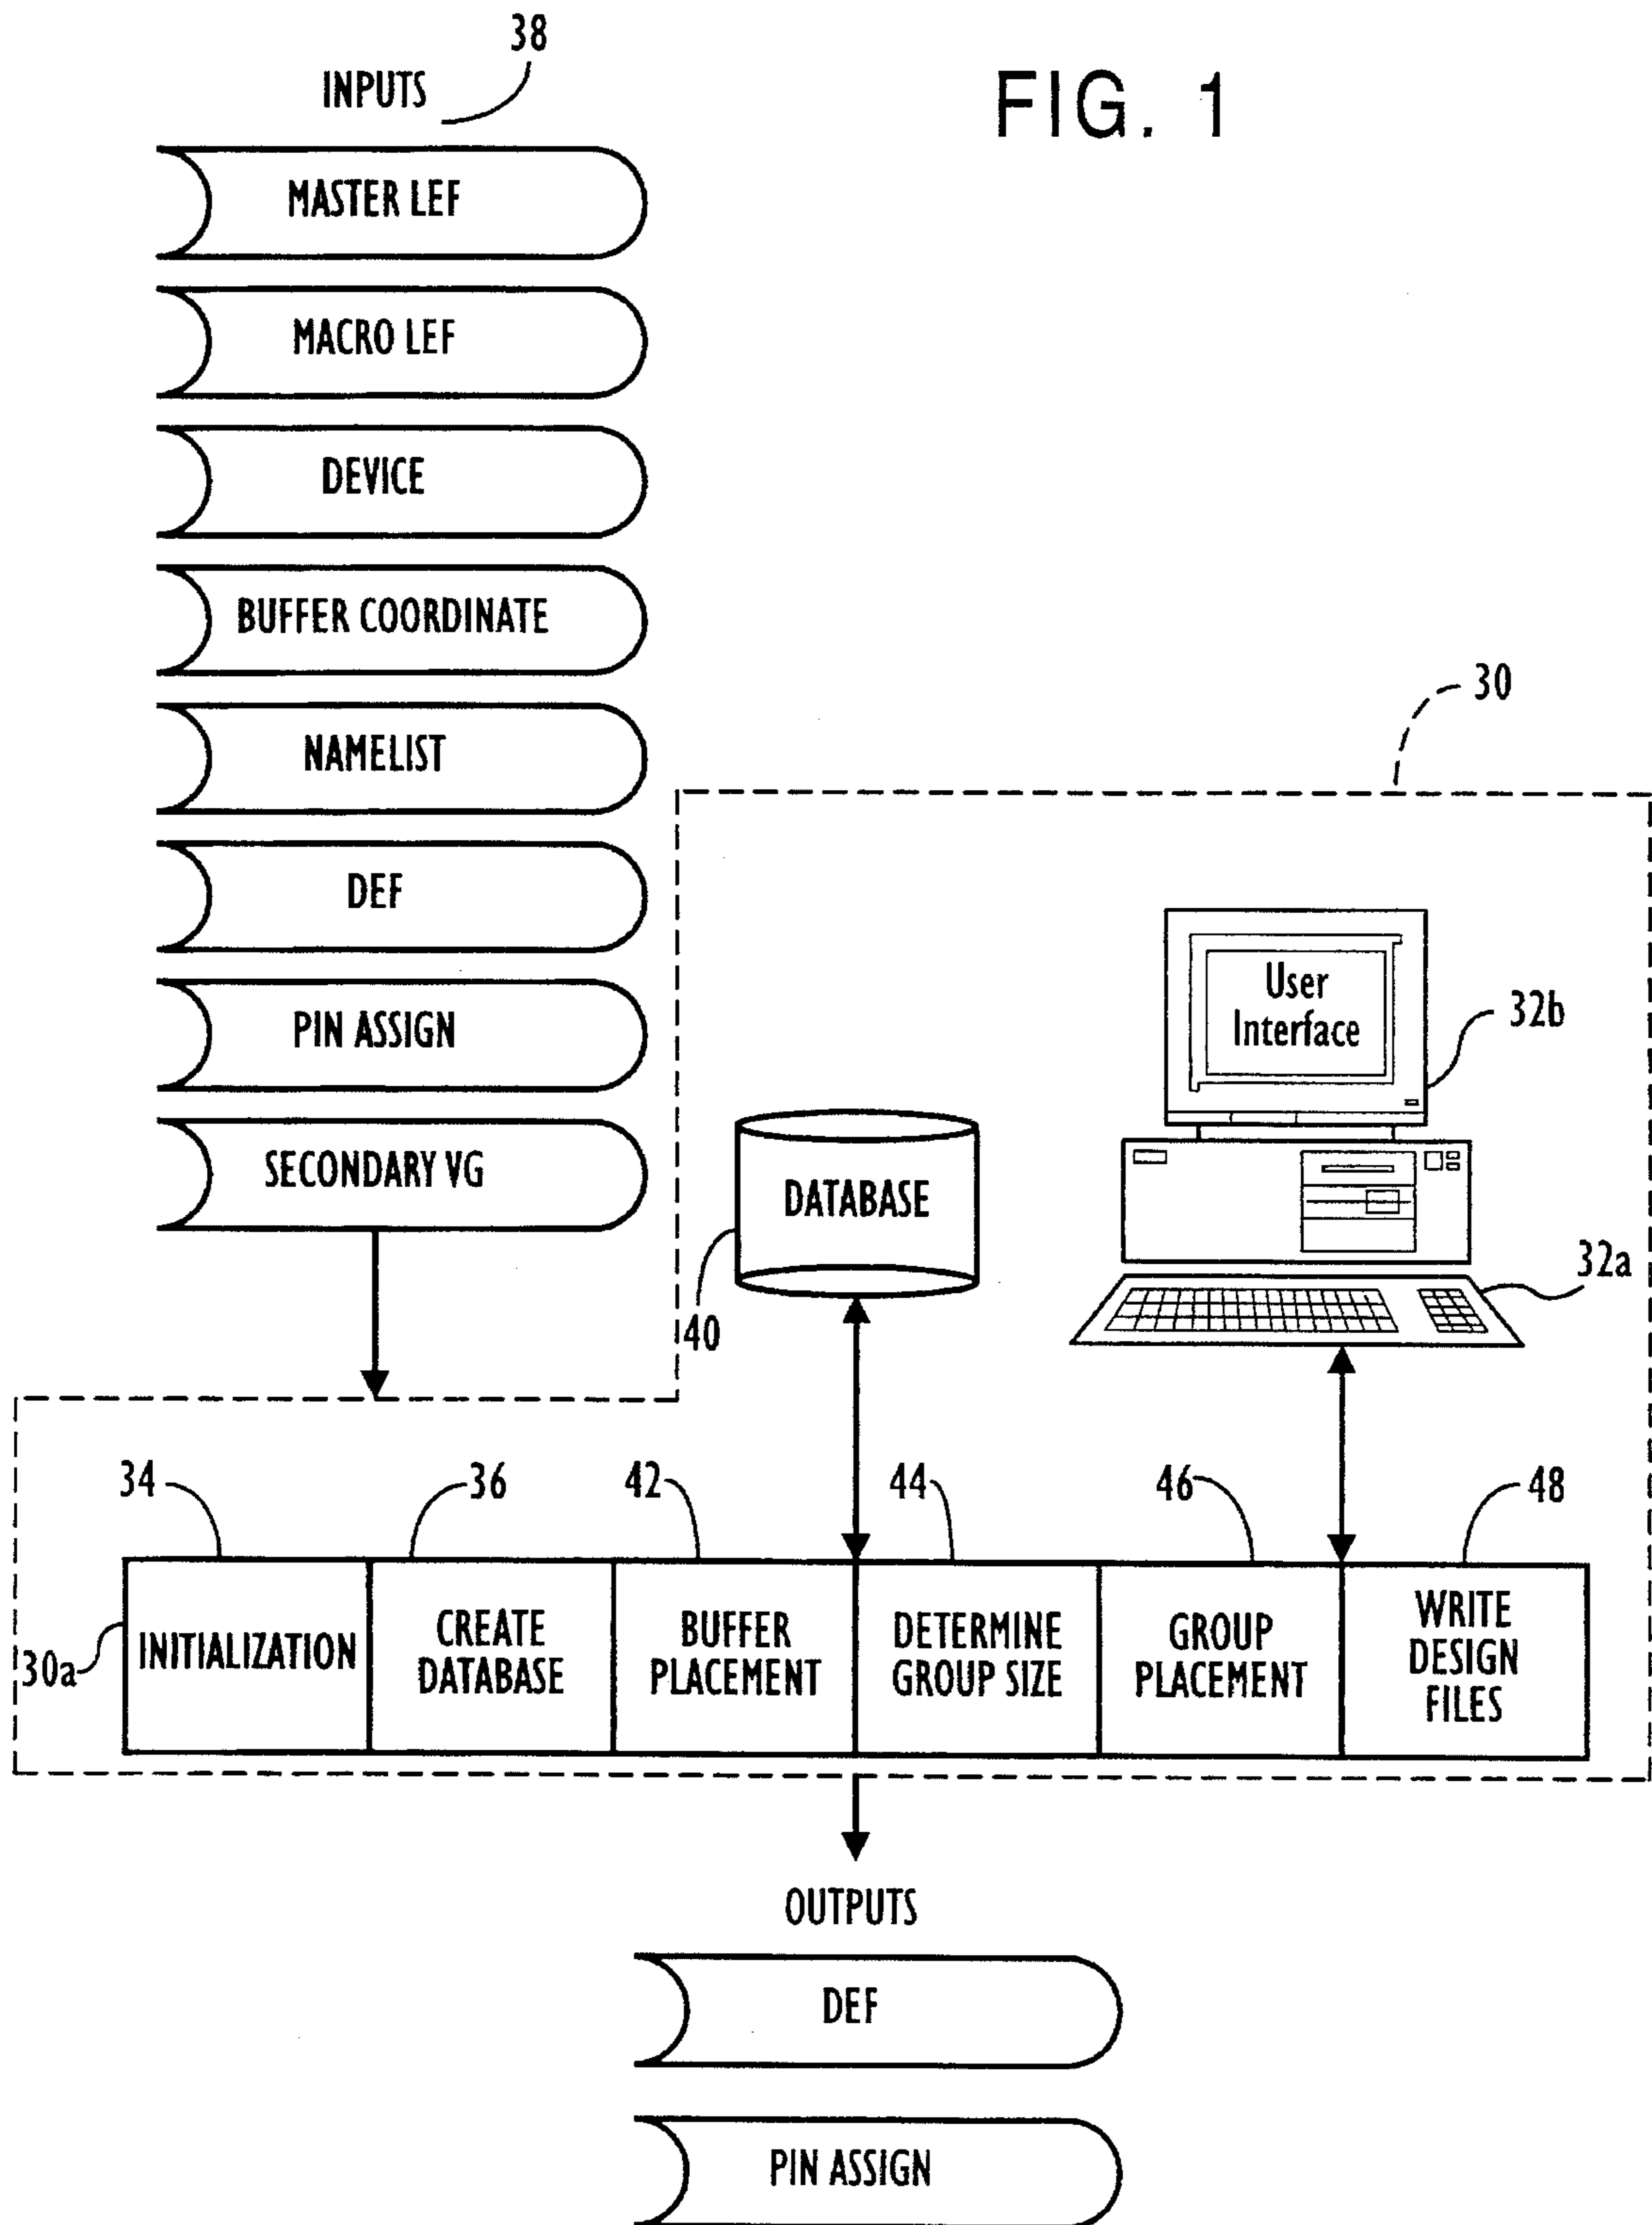 38
INPUTS
FIG. 1
MASTER LEF
MACRO LEF
DEVICE
BUFFER COORDINATE
NAMELIST
30
DEF
PIN ASSIGN
User
Interface
32b
SECONDARY VG
DATABASE
40
32a
34
36
42
44
46
48
30a
INITIALIZATION
CREATE
DATABASE
BUFFER
PLACEMENT
DETERMINE
GROUP SIZE
GROUP
PLACEMENT
WRITE
DESIGN
FILES
OUTPUTS
DEF
PIN ASSIGN